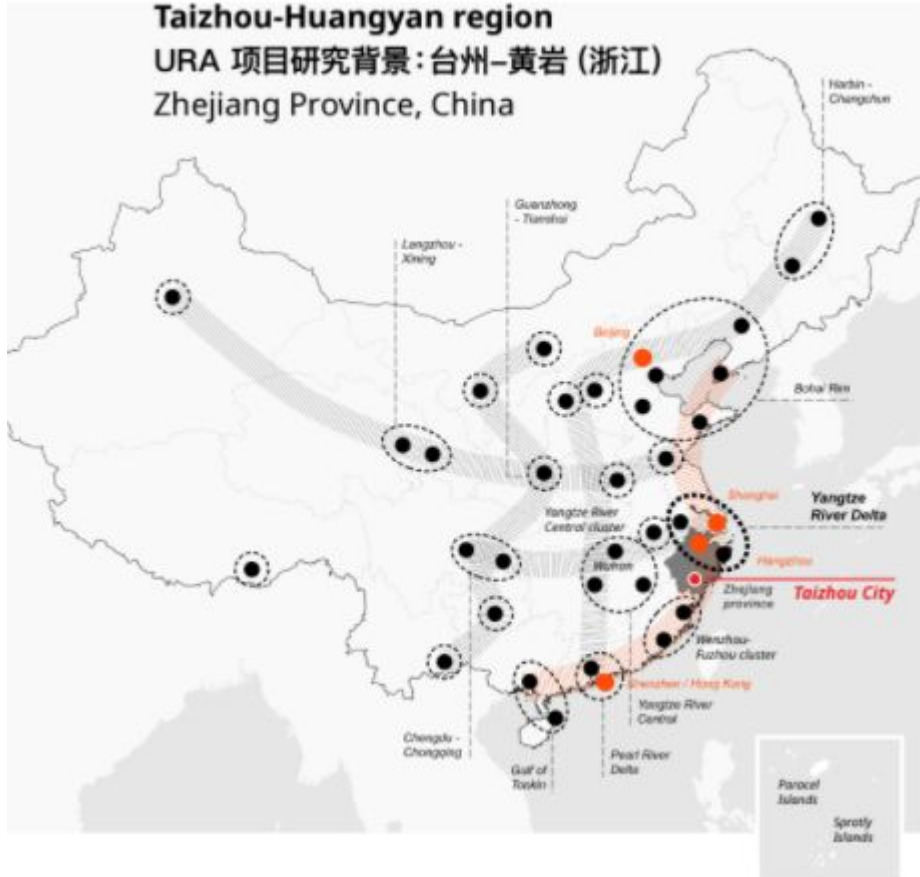 Taizhou-Huangyan region
URA 项目研究背景：台州–黄岩（浙江）
Zhejiang Province, China
Harbin -
Changchun
Guanzhong
- Tianshui
Langzhou -
Xining
Beijing
Bohai Rim
Shanghai
Yangtze
River Delta
Yangtze River
Central cluster
Wuhan
Hangzhou
Zhejiang
province
Taizhou City
Wenzhou-
Fuzhou cluster
Shenzhen / Hong Kong
Yangtze River
Central
Chengdu -
Chongqing
Gulf of
Tonkin
Pearl River
Delta
Paracel
Islands
Spratly
Islands